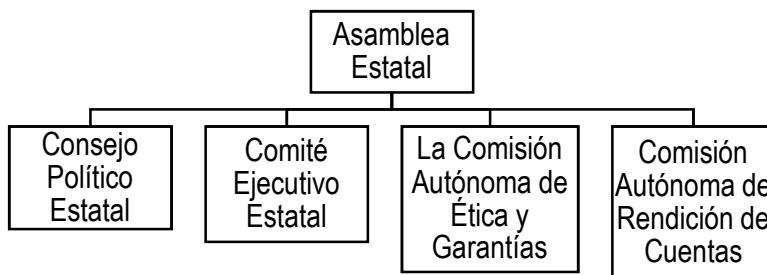 Asamblea
Estatal
Consejo
Político
Estatal
Comité
Ejecutivo
Estatal
La Comisión
Autónoma de
Ética y
Garantías
Comisión
Autónoma de
Rendición de
Cuentas